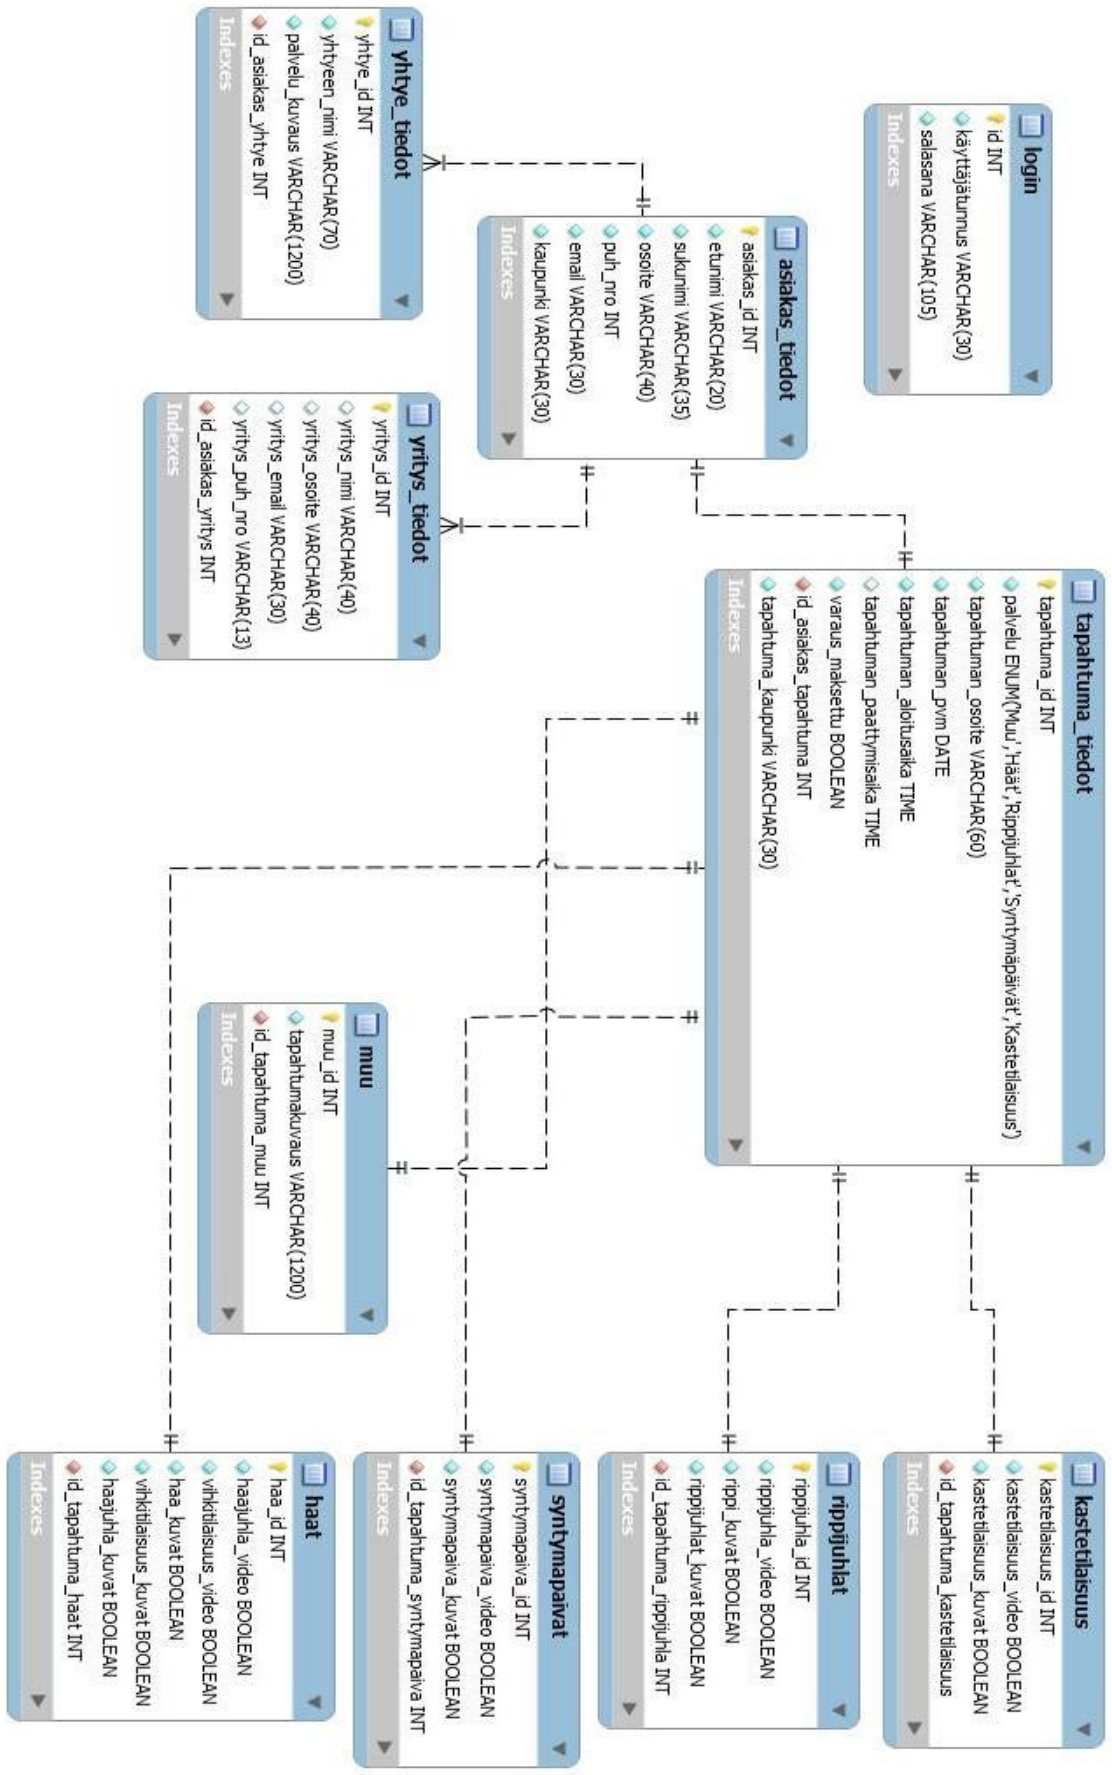 login
id INT
käyttäjätunnus VARCHAR(30)
salasana VARCHAR(105)
Indexes
yhtye_tiedot
yhtye_id INT
yhtyeen_nimi VARCHAR(70)
palvelu_kuvaus VARCHAR(1200)
id_asiakas_yhtye INT
Indexes
asiakas_tiedot
asiakas_id INT
etunimi VARCHAR(20)
sukunimi VARCHAR(35)
osoite VARCHAR(40)
puh_nro INT
email VARCHAR(30)
kaupunki VARCHAR(30)
Indexes
yritys_tiedot
yritys_id INT
yritys_nimi VARCHAR(40)
yritys_osoite VARCHAR(40)
yritys_email VARCHAR(30)
yritys_puh_nro VARCHAR(13)
id_asiakas_yritys INT
Indexes
tapahtuma_tiedot
tapahtuma_id INT
palvelu ENUM('Muu','Häät','Rippijuhlat','Syntymäpäivät','Kastetilaisuus')
tapahtuman_osoite VARCHAR(60)
tapahtuman_pvm DATE
tapahtuman_aloitusaika TIME
tapahtuman_paattymisaika TIME
varaus_maksettu BOOLEAN
id_asiakas_tapahtuma INT
tapahtuma_kaupunki VARCHAR(30)
Indexes
muu
muu_id INT
tapahtumakuvaus VARCHAR(1200)
id_tapahtuma_muu INT
Indexes
kastetilaisuus
kastetilaisuus_id INT
kastetilaisuus_video BOOLEAN
kastetilaisuus_kuvat BOOLEAN
id_tapahtuma_kastetilaisuus
Indexes
rippijuhlat
rippijuhla_id INT
rippijuhla_video BOOLEAN
rippi_kuvat BOOLEAN
rippijuhlat_kuvat BOOLEAN
id_tapahtuma_rippijuhla INT
Indexes
syntymapaivat
syntymapaiva_id INT
syntymapaiva_video BOOLEAN
syntymapaiva_kuvat BOOLEAN
id_tapahtuma_syntymapaiva INT
Indexes
haat
haa_id INT
haajuhla_video BOOLEAN
vihkitilaisuus_video BOOLEAN
haa_kuvat BOOLEAN
vihkitilaisuus_kuvat BOOLEAN
haajuhla_kuvat BOOLEAN
id_tapahtuma_haat INT
Indexes